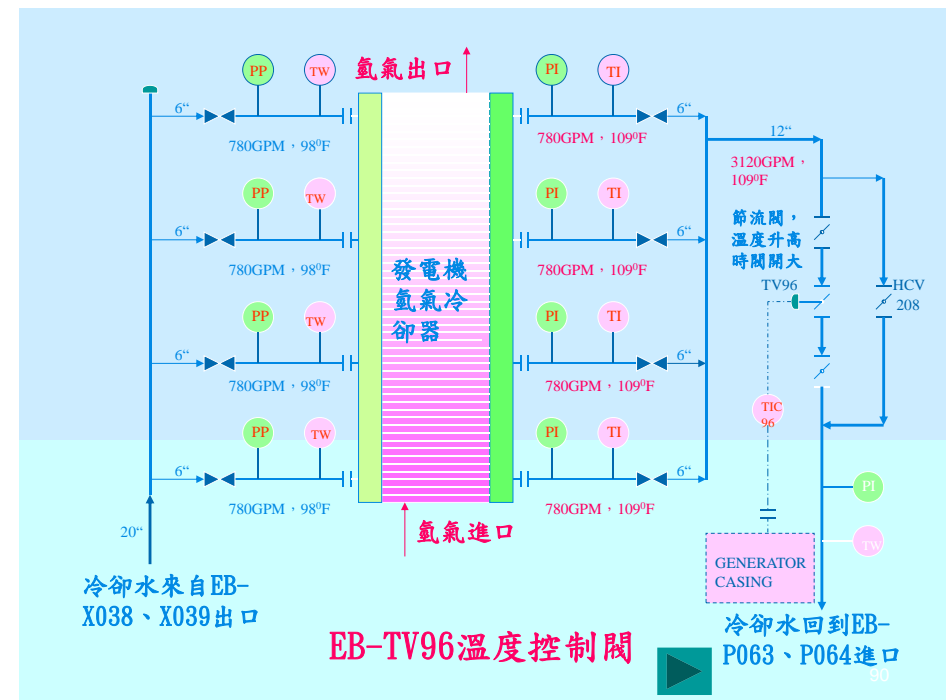 PP
TW
氫氣出口
PI
TI
6“
6“
12“
780GPM，98⁰F
780GPM，109⁰F
3120GPM，
109⁰F
PP
TW
PI
TI
節流閥，
溫度升高
時閥開大
6“
6“
780GPM，98⁰F
780GPM，109⁰F
發電機
氫氣冷
卻器
TV96
HCV
208
PP
TW
PI
TI
6“
6“
780GPM，98⁰F
780GPM，109⁰F
TIC
96
PP
TW
PI
TI
6“
6“
780GPM，98⁰F
780GPM，109⁰F
PI
20“
氫氣進口
TW
GENERATOR
CASING
冷卻水來自EB-
X038、X039出口
EB-TV96溫度控制閥
冷卻水回到EB-
P063、P064進口
90